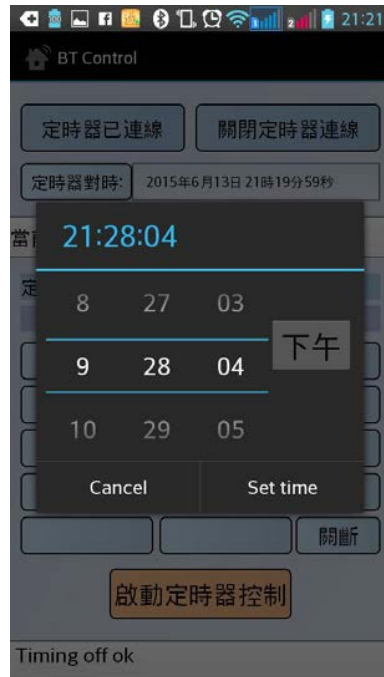 21:21
BT Control
定時器已連線 關閉定時器連線
定時器對時: 2015年6月13日 21時19分59秒
當前
21:28:04
定
8 27 03
9 28 04 下午
10 29 05
Cancel Set time
關斷
啟動定時器控制
Timing off ok